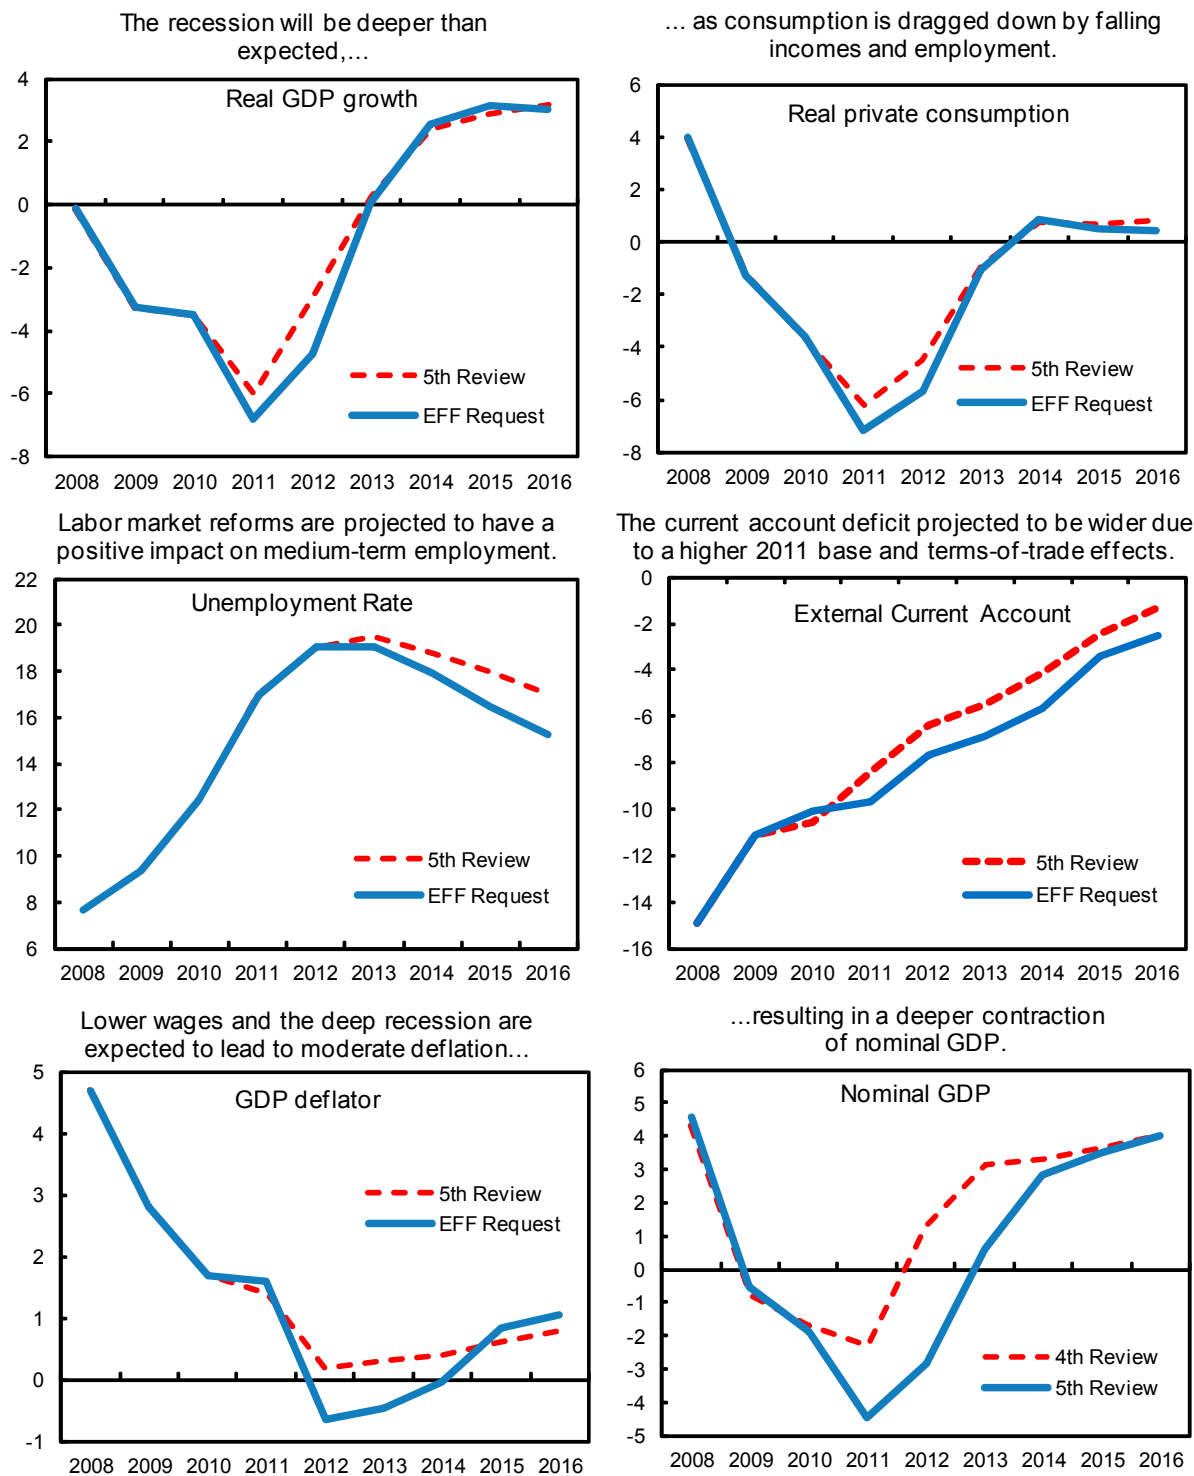 The recession will be deeper than
expected,...
Real GDP growth
4
2
0
-2
-4
-6
-8
5th Review
EFF Request
2008 2009 2010 2011 2012 2013 2014 2015 2016
... as consumption is dragged down by falling
incomes and employment.
Real private consumption
6
4
2
0
-2
-4
-6
-8
5th Review
EFF Request
2008 2009 2010 2011 2012 2013 2014 2015 2016
Labor market reforms are projected to have a
positive impact on medium-term employment.
Unemployment Rate
22
20
18
16
14
12
10
8
6
5th Review
EFF Request
2008 2009 2010 2011 2012 2013 2014 2015 2016
The current account deficit projected to be wider due
to a higher 2011 base and terms-of-trade effects.
External Current Account
0
-2
-4
-6
-8
-10
-12
-14
-16
5th Review
EFF Request
2008 2009 2010 2011 2012 2013 2014 2015 2016
Lower wages and the deep recession are
expected to lead to moderate deflation...
GDP deflator
5
4
3
2
1
0
-1
5th Review
EFF Request
2008 2009 2010 2011 2012 2013 2014 2015 2016
...resulting in a deeper contraction
of nominal GDP.
Nominal GDP
6
5
4
3
2
1
0
-1
-2
-3
-4
-5
4th Review
5th Review
2008 2009 2010 2011 2012 2013 2014 2015 2016